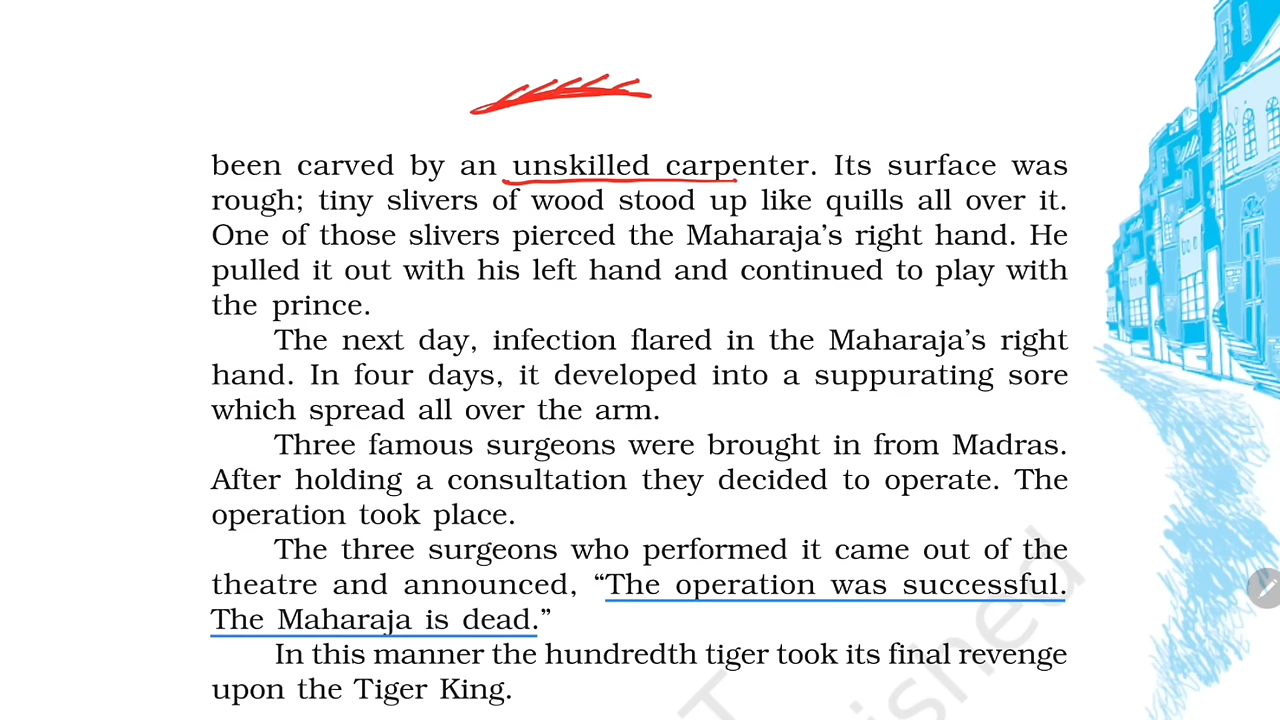 been carved by an unskilled carpenter. Its surface was
rough; tiny slivers of wood stood up like quills all over it.
One of those slivers pierced the Maharaja’s right hand. He
pulled it out with his left hand and continued to play with
the prince.
The next day, infection flared in the Maharaja’s right
hand. In four days, it developed into a suppurating sore
which spread all over the arm.
Three famous surgeons were brought in from Madras.
After holding a consultation they decided to operate. The
operation took place.
The three surgeons who performed it came out of the
theatre and announced, “The operation was successful.
The Maharaja is dead.”
In this manner the hundredth tiger took its final revenge
upon the Tiger King.